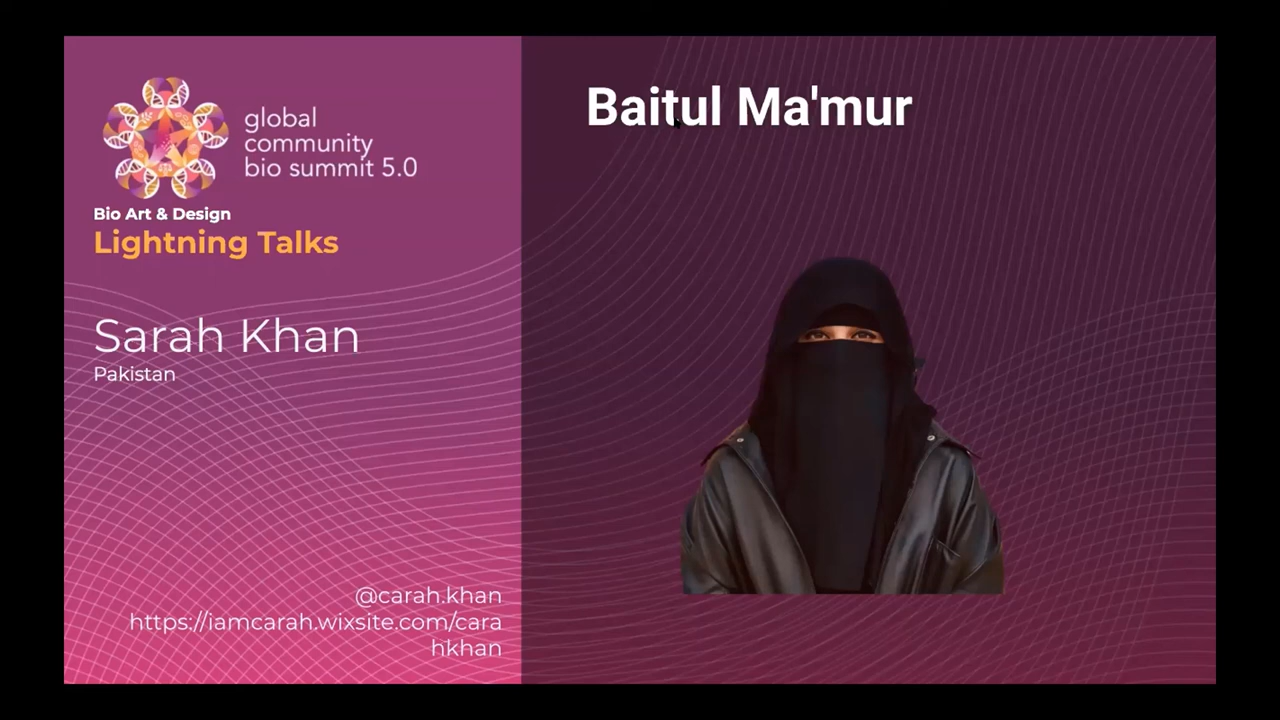 global
community
bio summit 5.0
Bio Art & Design
Lightning Talks
Sarah Khan
Pakistan
@carah.khan
https://iamcarah.wixsite.com/cara
hkhan
Baitul Ma'mur